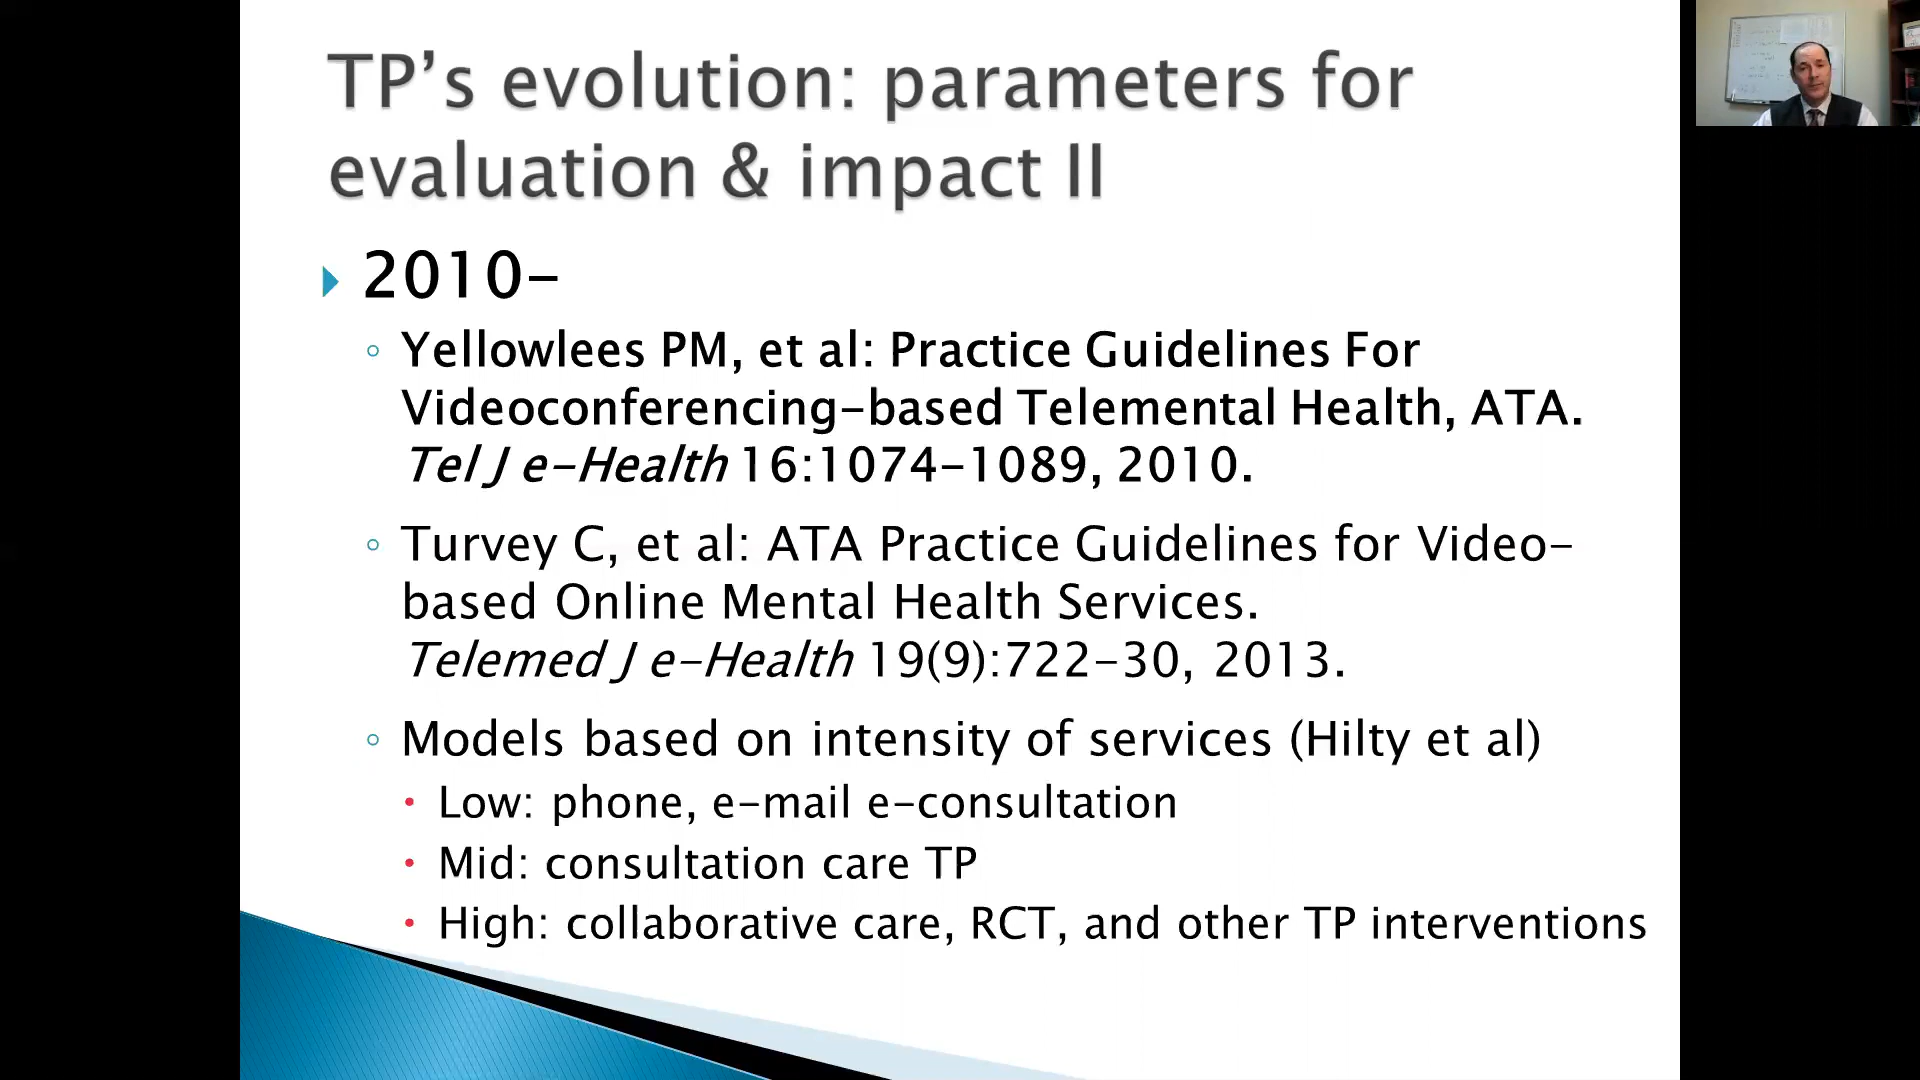 TP’s evolution: parameters for
evaluation & impact II
2010-
Yellowlees PM, et al: Practice Guidelines For
Videoconferencing-based Telemental Health, ATA.
Tel J e-Health 16:1074-1089, 2010.
Turvey C, et al: ATA Practice Guidelines for Video-
based Online Mental Health Services.
Telemed J e-Health 19(9):722-30, 2013.
Models based on intensity of services (Hilty et al)
Low: phone, e-mail e-consultation
Mid: consultation care TP
High: collaborative care, RCT, and other TP interventions